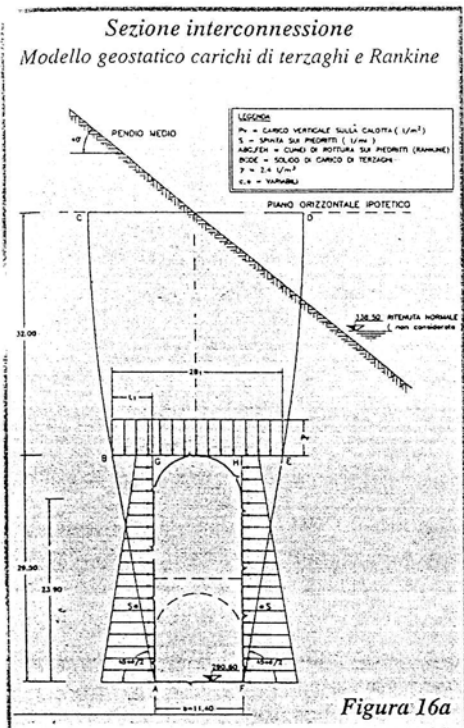 Sezione interconnessione
Modello geostatico carichi di terzaghi e Rankine
LEGENDA
Pv = CARICO VERTICALE SULLA CALOTTA ( t/m²)
S = SPINTA SUI PIEDRITTI ( t/m²)
ABG,FEH = CUNEI DI ROTTURA SUI PIEDRITTI (RANKINE)
BCDE = SOLIDO DI CARICO DI TERZAGHI
γ = 2.4 t/m³
c,φ = VARIABILI
PENDIO MEDIO
40°
PIANO ORIZZONTALE IPOTETICO
C
D
RITENUTA NORMALE
( non considerata
32.00
2B₁
L₁
Pv
B
G
H
E
29.30
23.90
S
S
45+φ/2
45+φ/2
290.60
A
F
b=11.40
Figura 16a